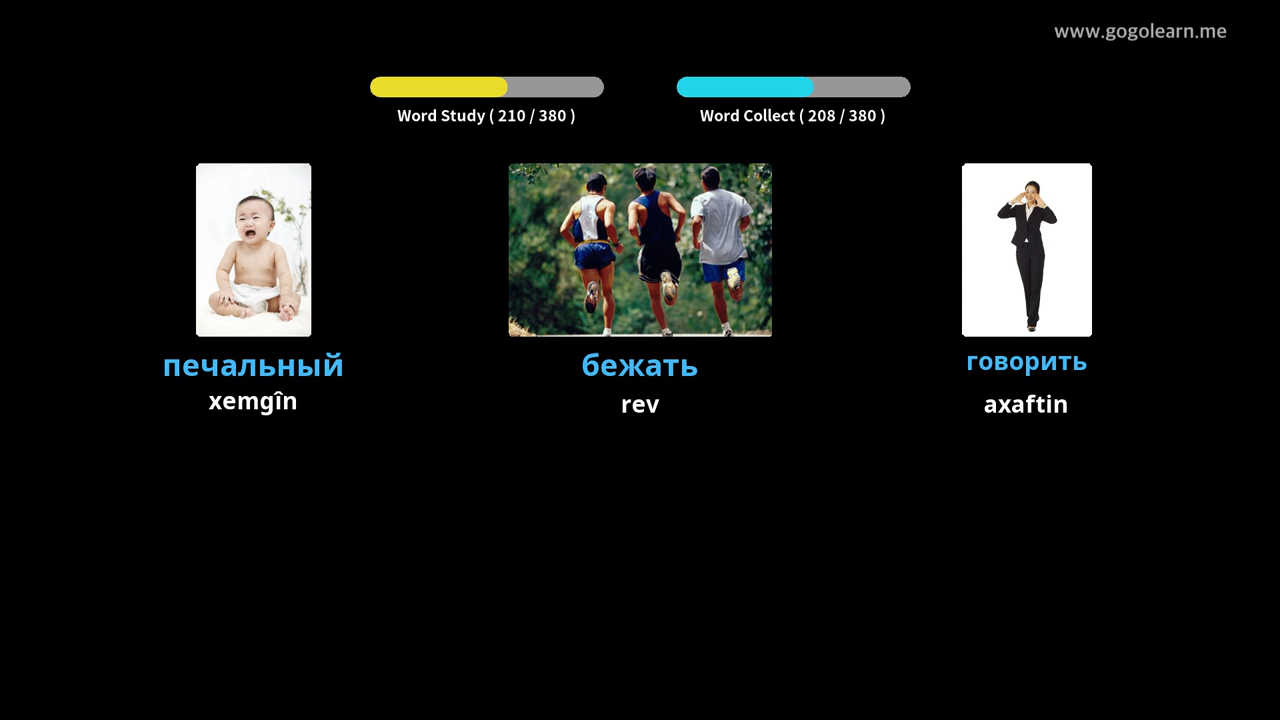 www.gogolearn.me
Word Study ( 210 / 380 )
Word Collect ( 208 / 380 )
печальный
xemgîn
бежать
rev
говорить
axaftin